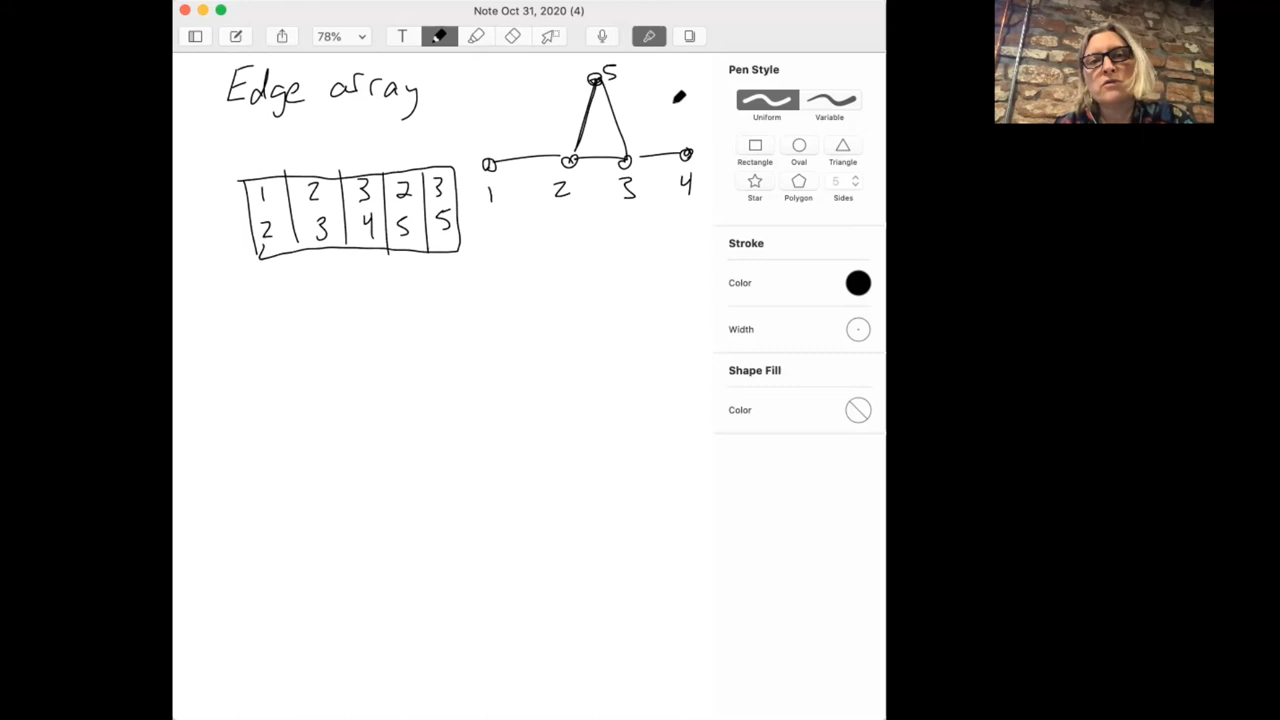 Note Oct 31, 2020 (4)
78%
T
Edge array
5
Pen Style
Uniform Variable
Rectangle Oval Triangle
Star Polygon Sides
5
1 2 3 2 3
2 3 4 5 5
1 2 3 4
Stroke
Color
Width
Shape Fill
Color